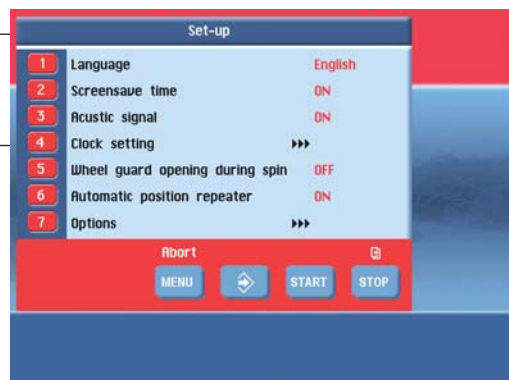 Set-up
1 Language English
2 Screensave time ON
3 Acustic signal ON
4 Clock setting
5 Wheel guard opening during spin OFF
6 Automatic position repeater ON
7 Options
Abort
MENU START STOP